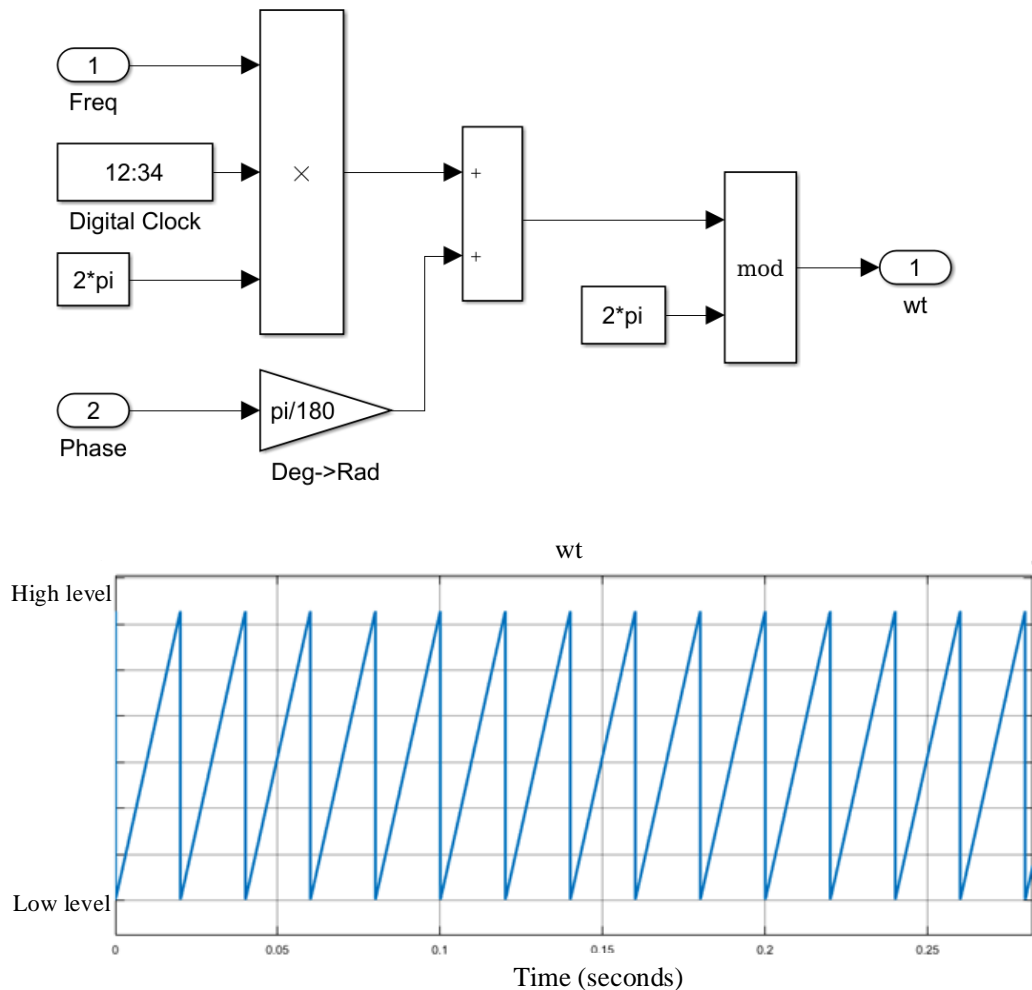 1
Freq
12:34
Digital Clock
2*pi
×
+
+
2
Phase
pi/180
Deg->Rad
2*pi
mod
1
wt
wt
High level
Low level
0 0.05 0.1 0.15 0.2 0.25
Time (seconds)